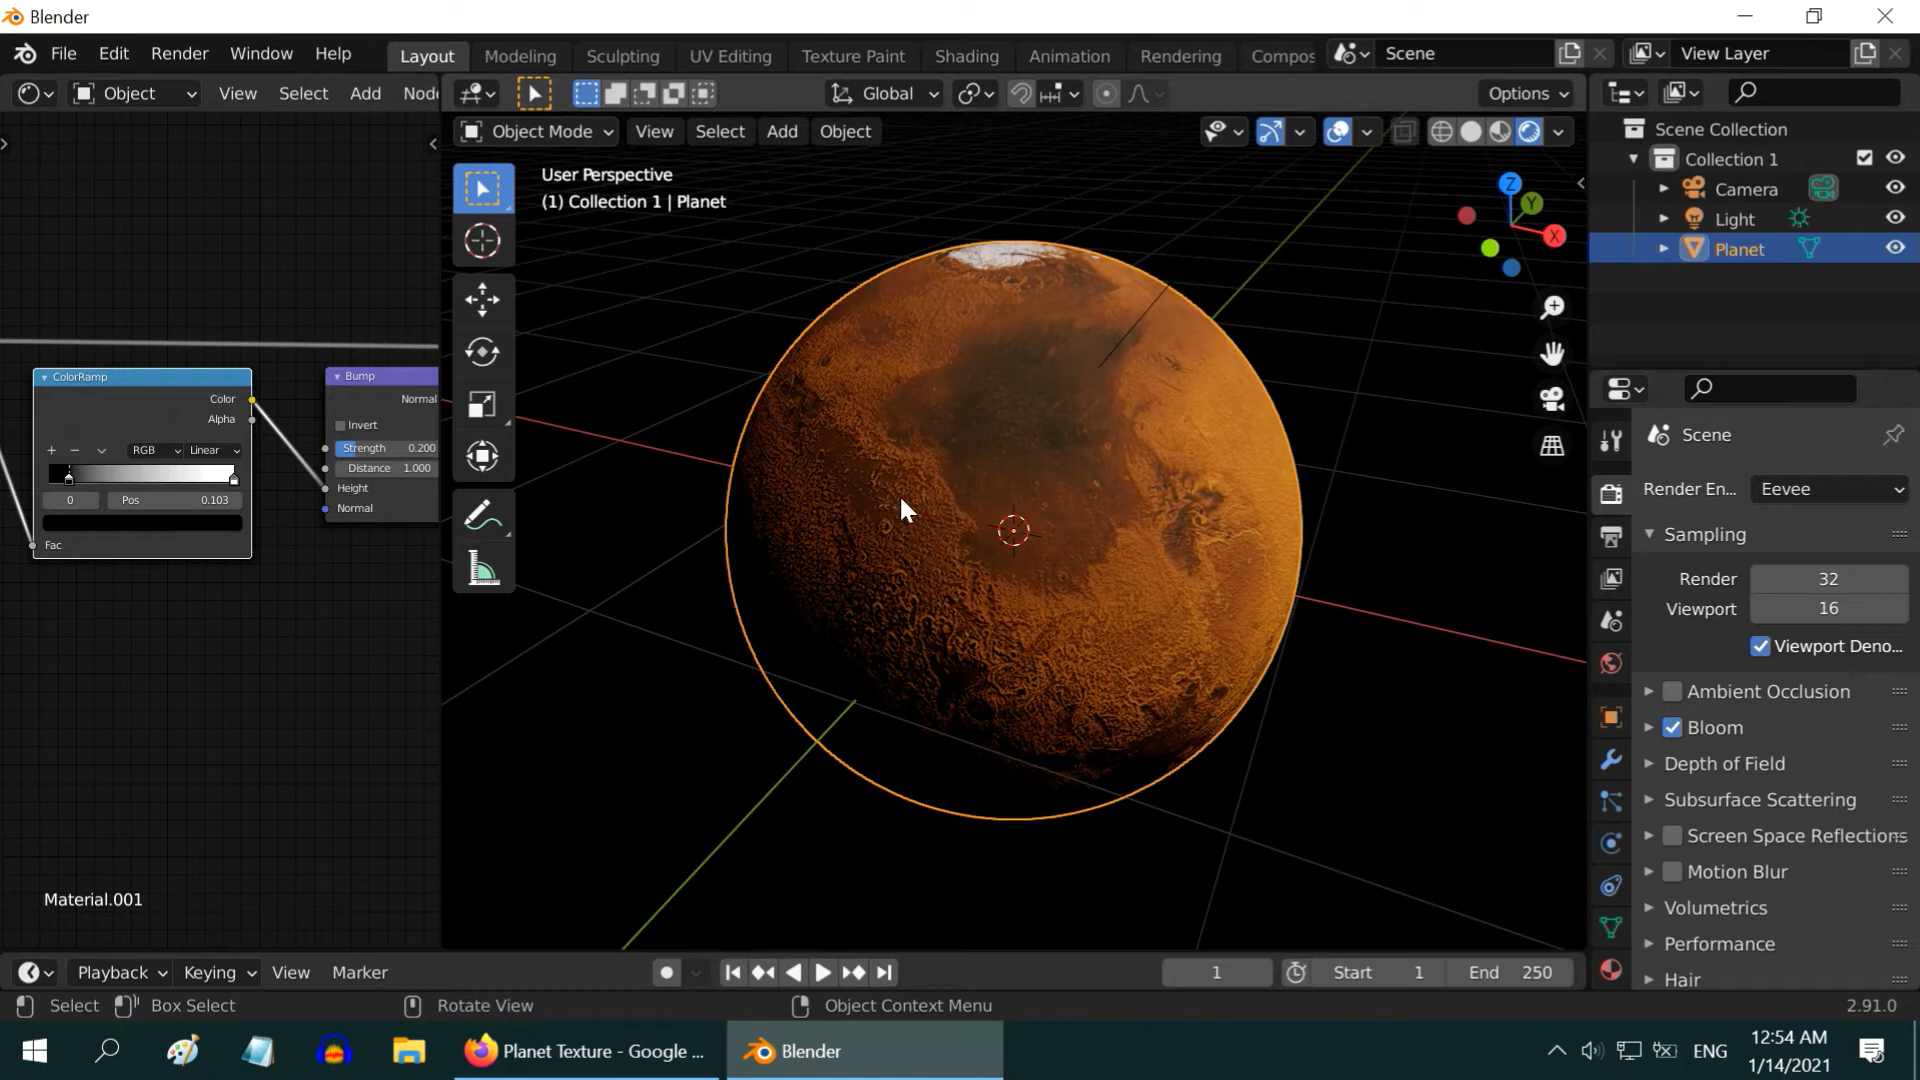 Blender
File Edit Render Window Help Layout Modeling Sculpting UV Editing Texture Paint Shading Animation Rendering Compos Scene View Layer
Object View Select Add Node Global Options
Object Mode View Select Add Object
User Perspective
(1) Collection 1 | Planet
Z
Y
X
Scene Collection
Collection 1
Camera
Light
Planet
ColorRamp
Color
Alpha
RGB Linear
0 Pos 0.103
Fac
Bump
Normal
Invert
Strength 0.200
Distance 1.000
Height
Normal
Material.001
Scene
Render En... Eevee
Sampling
Render 32
Viewport 16
Viewport Deno...
Ambient Occlusion
Bloom
Depth of Field
Subsurface Scattering
Screen Space Reflections
Motion Blur
Volumetrics
Performance
Hair
Playback Keying View Marker 1 Start 1 End 250
Select Box Select Rotate View Object Context Menu 2.91.0
Planet Texture - Google ... Blender ENG 12:54 AM
1/14/2021